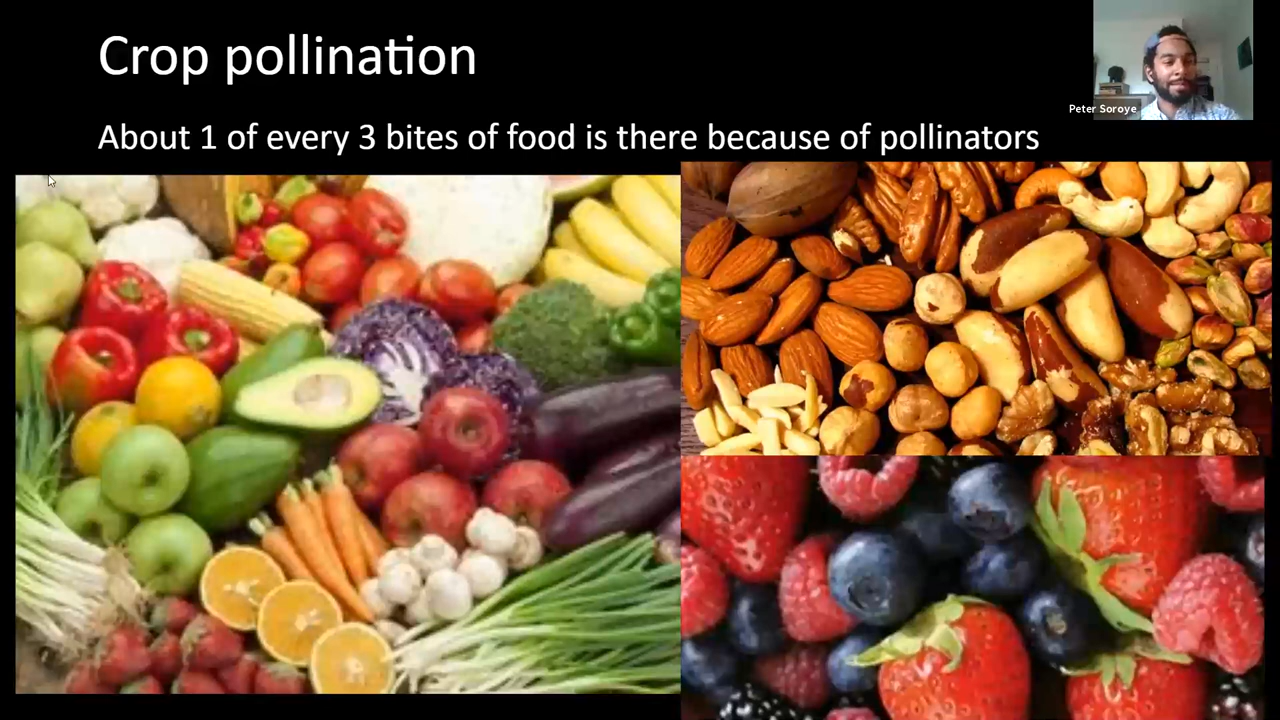 Crop pollination
Peter Soroye
About 1 of every 3 bites of food is there because of pollinators